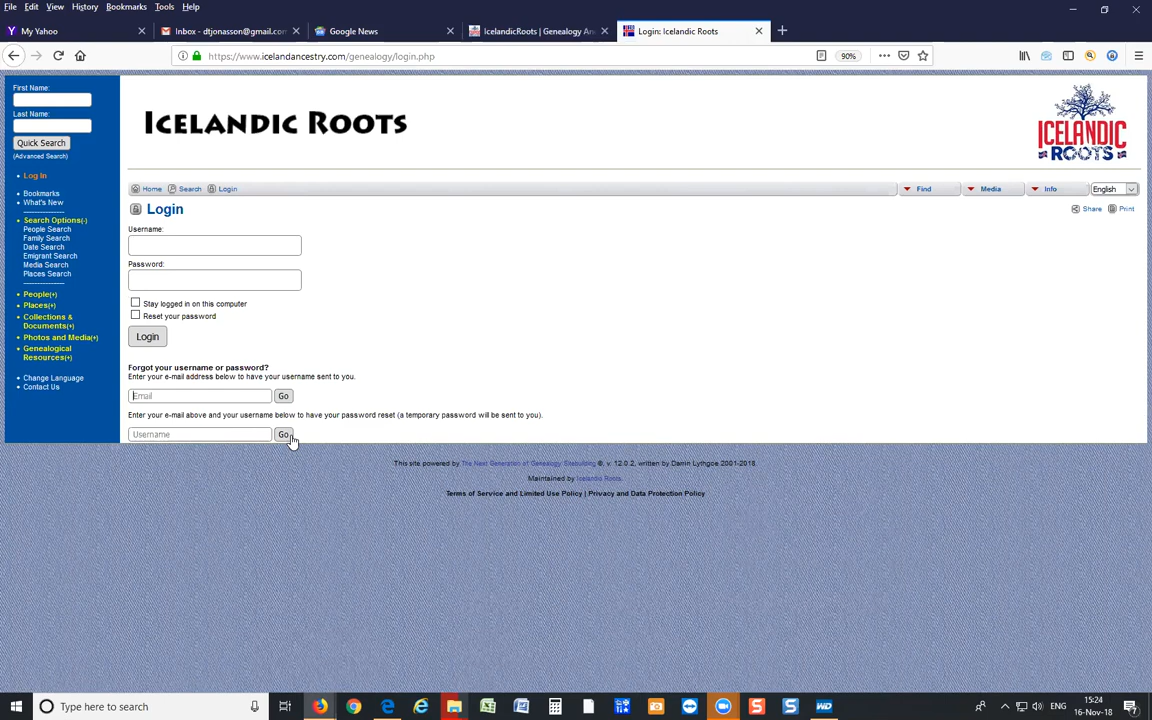 File Edit View History Bookmarks Tools Help
My Yahoo
Inbox - dtjonasson@gmail.com
Google News
IcelandicRoots | Genealogy An
Login: Icelandic Roots
https://www.icelandancestry.com/genealogy/login.php
90%
First Name:
Last Name:
Quick Search
(Advanced Search)
Log In
Bookmarks
What's New
Search Options(-)
People Search
Family Search
Date Search
Emigrant Search
Media Search
Places Search
People(+)
Places(+)
Collections &
Documents(+)
Photos and Media(+)
Genealogical
Resources(+)
Change Language
Contact Us
Icelandic Roots
ICELANDIC
ROOTS
Home Search Login
Find Media Info English
Login
Share Print
Username:
Password:
Stay logged in on this computer
Reset your password
Login
Forgot your username or password?
Enter your e-mail address below to have your username sent to you.
Email Go
Enter your e-mail above and your username below to have your password reset (a temporary password will be sent to you).
Username Go
This site powered by The Next Generation of Genealogy Sitebuilding ©, v. 12.0.2, written by Darrin Lythgoe 2001-2018.
Maintained by Icelandic Roots.
Terms of Service and Limited Use Policy | Privacy and Data Protection Policy
Type here to search
WD
ENG
15:24
16-Nov-18
7